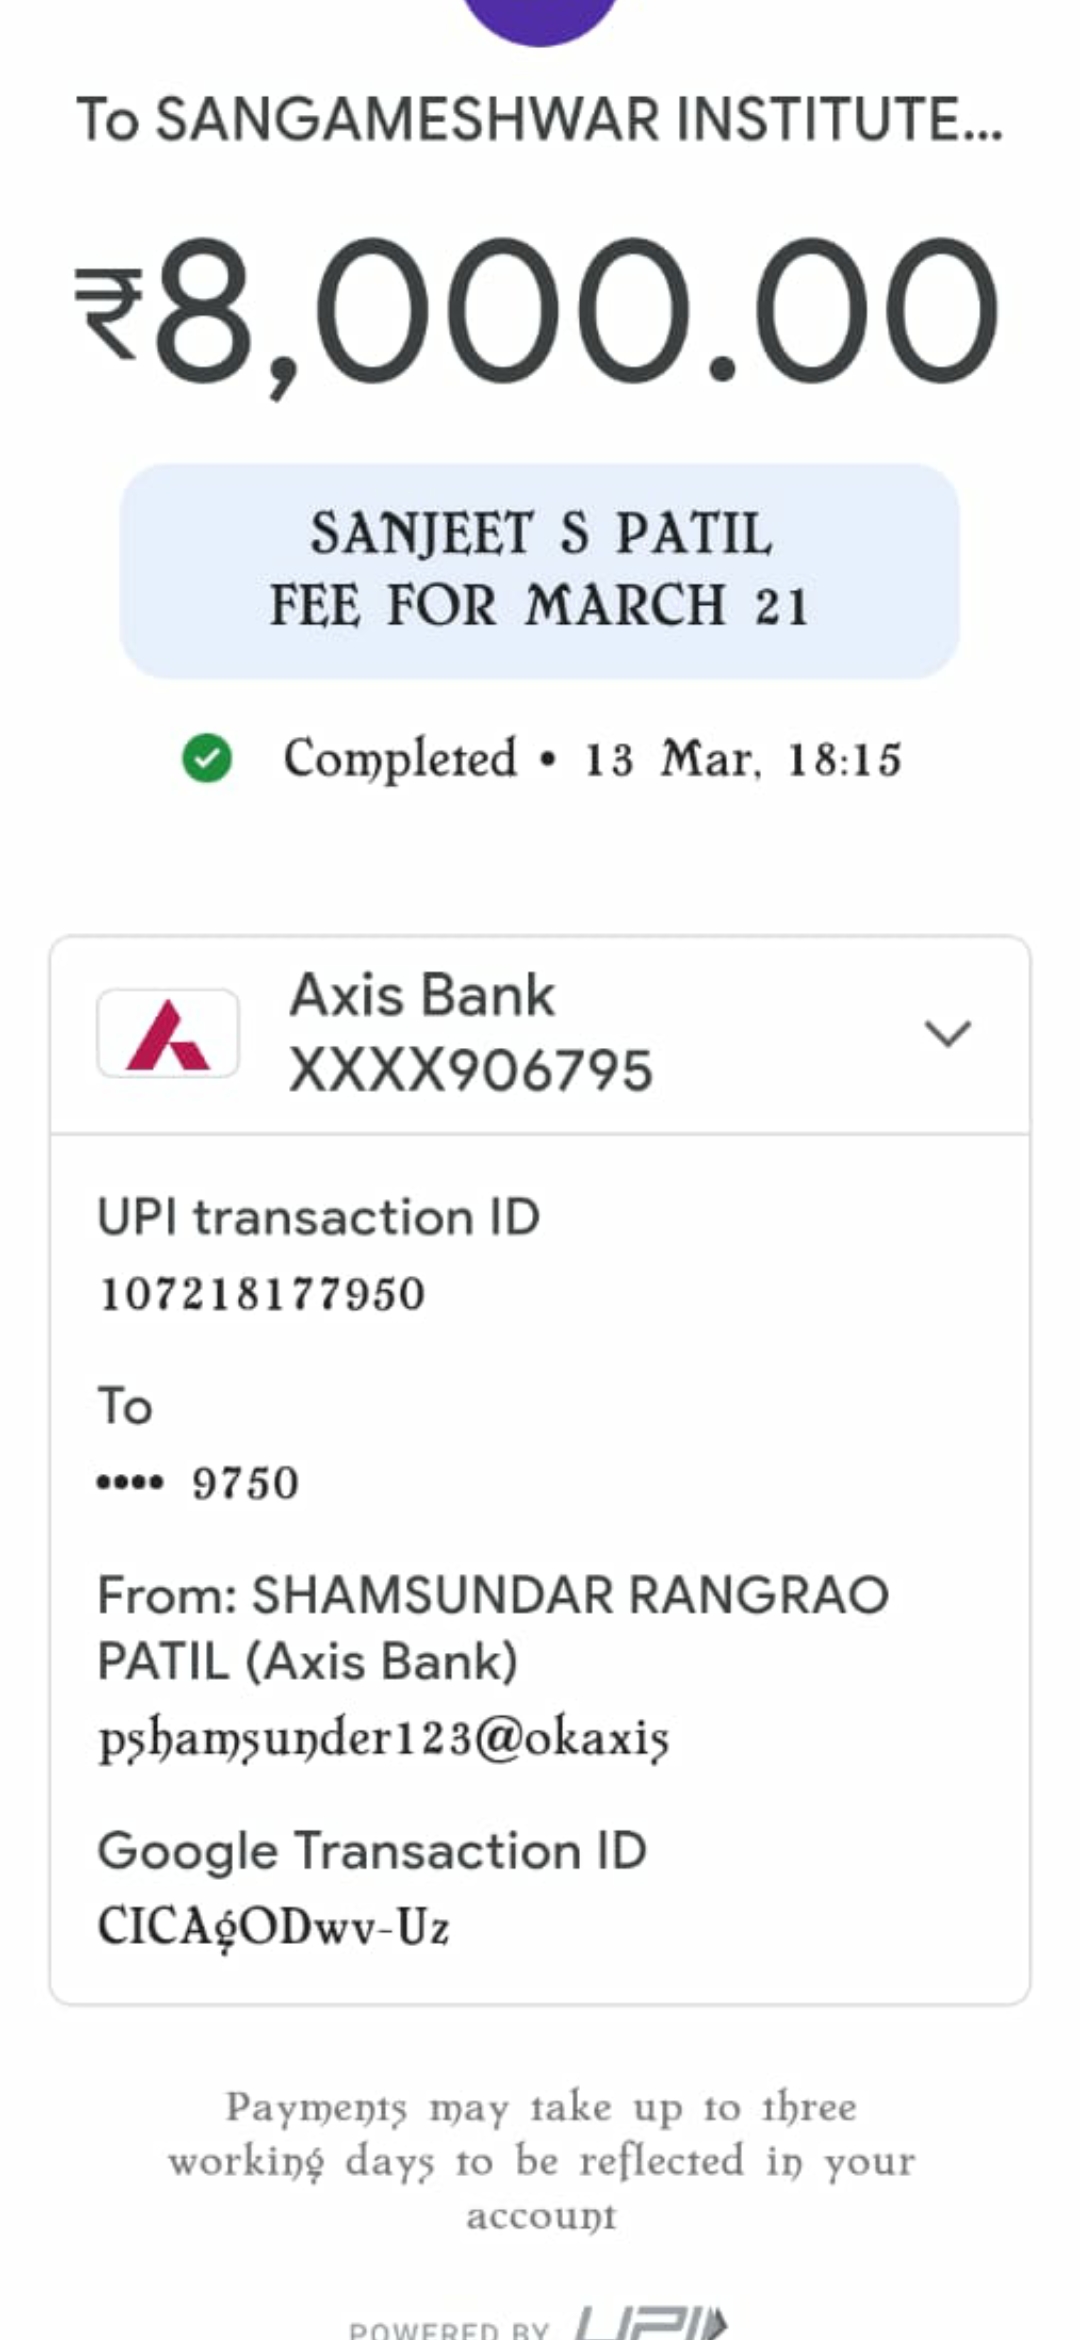 To SANGAMESHWAR INSTITUTE...
₹8,000.00
SANJEET S PATIL
FEE FOR MARCH 21
Completed • 13 Mar, 18:15
Axis Bank
XXXX906795
UPI transaction ID
107218177950
To
•••• 9750
From: SHAMSUNDAR RANGRAO
PATIL (Axis Bank)
pshamsunder123@okaxis
Google Transaction ID
CICAgODwv-Uz
Payments may take up to three
working days to be reflected in your
account
POWERED BY UPI